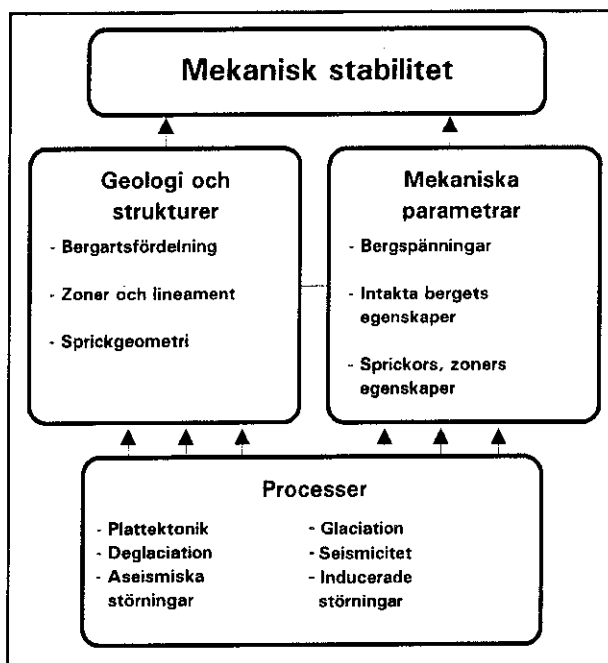 Mekanisk stabilitet
Geologi och
strukturer
- Bergartsfördelning
- Zoner och lineament
- Sprickgeometri
Mekaniska
parametrar
- Bergspänningar
- Intakta bergets
egenskaper
- Sprickors, zoners
egenskaper
Processer
- Plattektonik
- Deglaciation
- Aseismiska
störningar
- Glaciation
- Seismicitet
- Inducerade
störningar